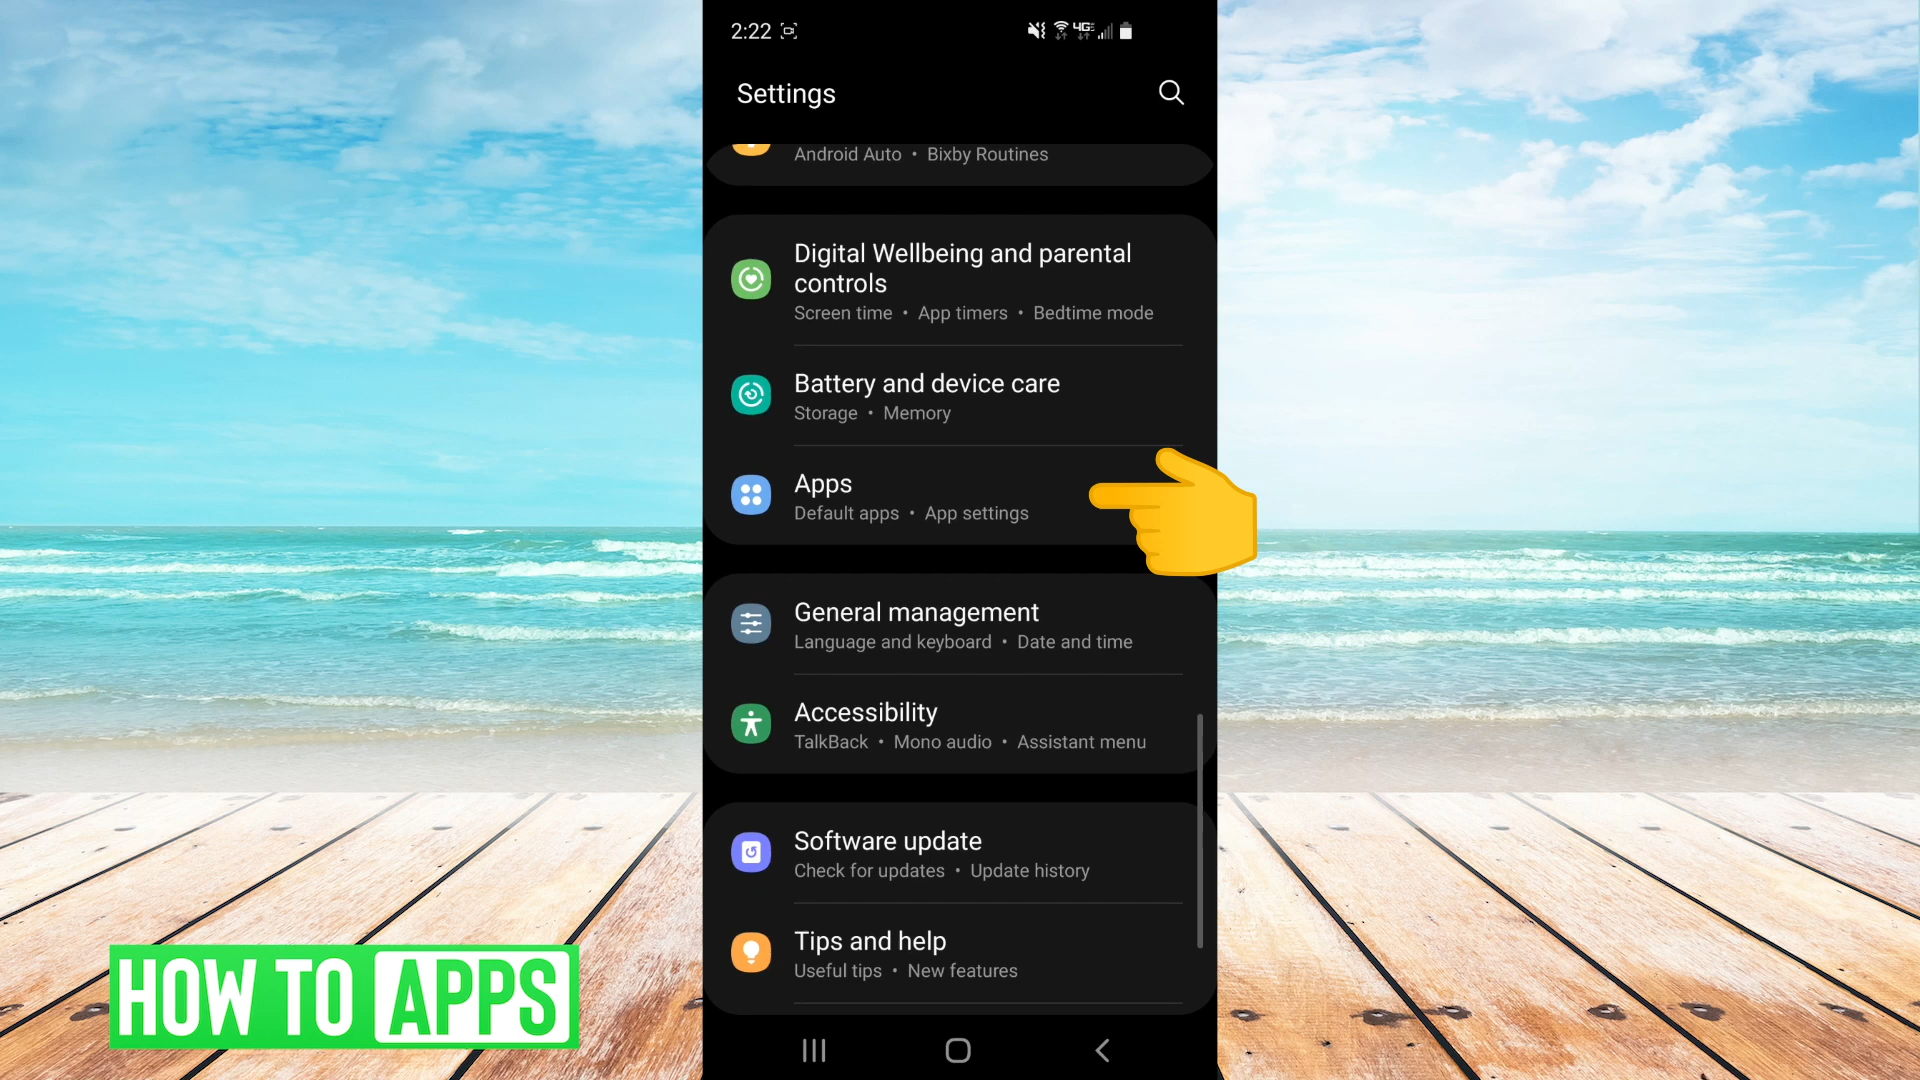 2:22
4GE
Settings
Android Auto • Bixby Routines
Digital Wellbeing and parental
controls
Screen time • App timers • Bedtime mode
Battery and device care
Storage • Memory
Apps
Default apps • App settings
General management
Language and keyboard • Date and time
Accessibility
TalkBack • Mono audio • Assistant menu
Software update
Check for updates • Update history
Tips and help
Useful tips • New features
HOW TO APPS